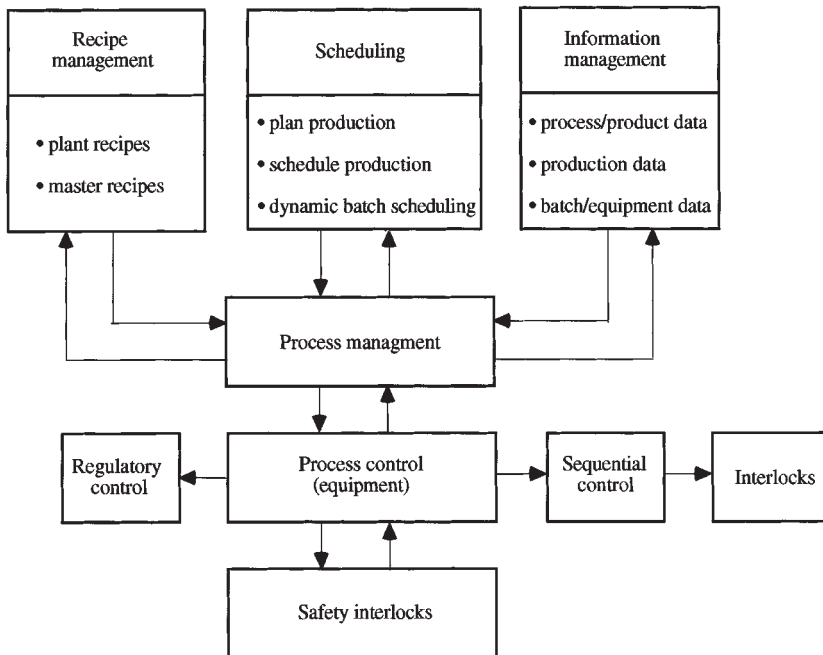 Recipe
management
• plant recipes
• master recipes
Scheduling
• plan production
• schedule production
• dynamic batch scheduling
Information
management
• process/product data
• production data
• batch/equipment data
Process managment
Regulatory
control
Process control
(equipment)
Sequential
control
Interlocks
Safety interlocks